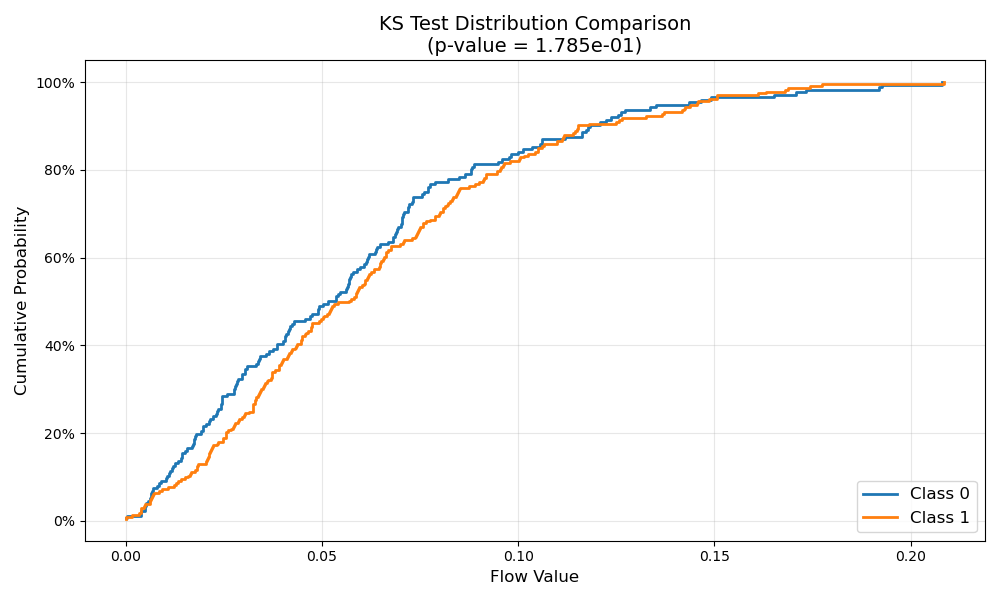 KS Test Distribution Comparison
(p-value = 1.785e-01)
Cumulative Probability
100%
80%
60%
40%
20%
0%
0.00
0.05
0.10
0.15
0.20
Flow Value
Class 0
Class 1